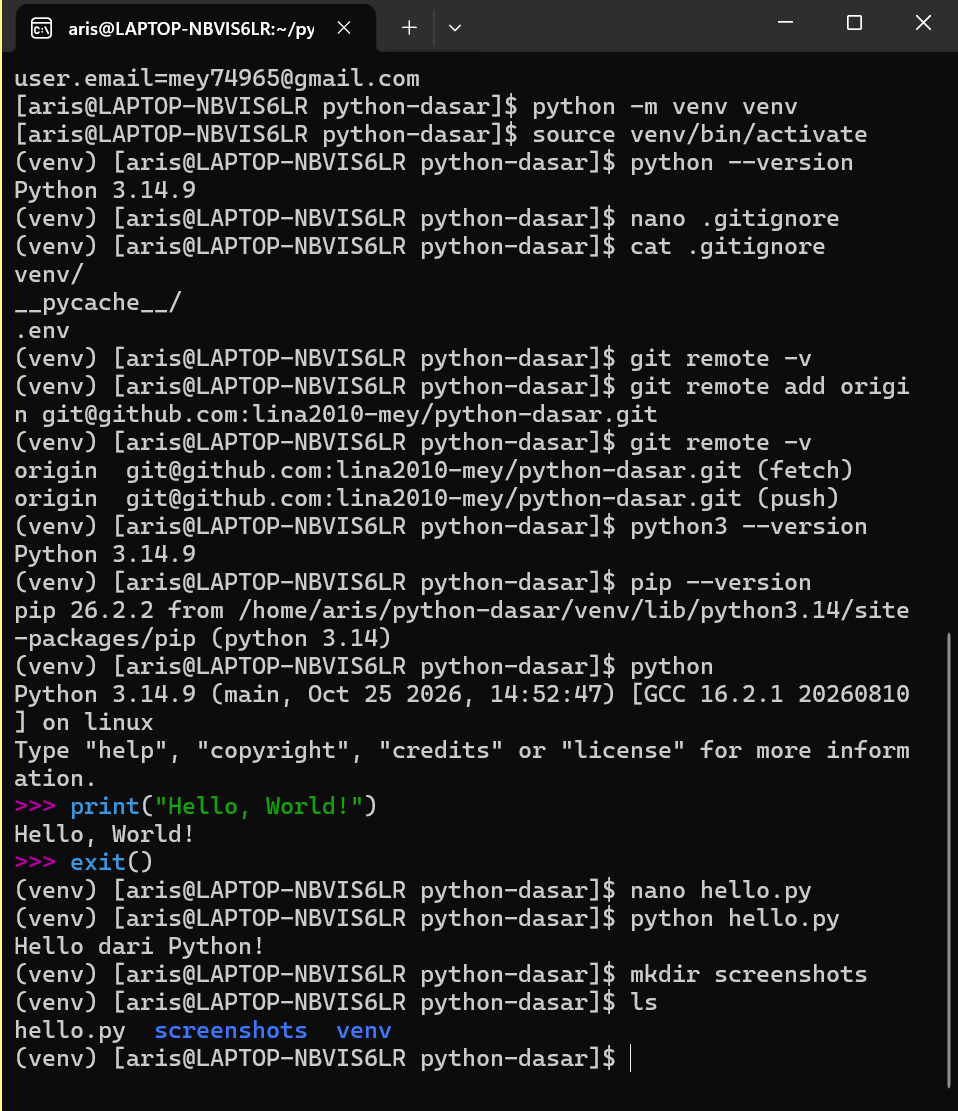 aris@LAPTOP-NBVIS6LR:~/py
user.email=mey74965@gmail.com
[aris@LAPTOP-NBVIS6LR python-dasar]$ python -m venv venv
[aris@LAPTOP-NBVIS6LR python-dasar]$ source venv/bin/activate
(venv) [aris@LAPTOP-NBVIS6LR python-dasar]$ python --version
Python 3.14.9
(venv) [aris@LAPTOP-NBVIS6LR python-dasar]$ nano .gitignore
(venv) [aris@LAPTOP-NBVIS6LR python-dasar]$ cat .gitignore
venv/
__pycache__/
.env
(venv) [aris@LAPTOP-NBVIS6LR python-dasar]$ git remote -v
(venv) [aris@LAPTOP-NBVIS6LR python-dasar]$ git remote add origi
n git@github.com:lina2010-mey/python-dasar.git
(venv) [aris@LAPTOP-NBVIS6LR python-dasar]$ git remote -v
origin  git@github.com:lina2010-mey/python-dasar.git (fetch)
origin  git@github.com:lina2010-mey/python-dasar.git (push)
(venv) [aris@LAPTOP-NBVIS6LR python-dasar]$ python3 --version
Python 3.14.9
(venv) [aris@LAPTOP-NBVIS6LR python-dasar]$ pip --version
pip 26.2.2 from /home/aris/python-dasar/venv/lib/python3.14/site
-packages/pip (python 3.14)
(venv) [aris@LAPTOP-NBVIS6LR python-dasar]$ python
Python 3.14.9 (main, Oct 25 2026, 14:52:47) [GCC 16.2.1 20260810
] on linux
Type "help", "copyright", "credits" or "license" for more inform
ation.
>>> print("Hello, World!")
Hello, World!
>>> exit()
(venv) [aris@LAPTOP-NBVIS6LR python-dasar]$ nano hello.py
(venv) [aris@LAPTOP-NBVIS6LR python-dasar]$ python hello.py
Hello dari Python!
(venv) [aris@LAPTOP-NBVIS6LR python-dasar]$ mkdir screenshots
(venv) [aris@LAPTOP-NBVIS6LR python-dasar]$ ls
hello.py  screenshots  venv
(venv) [aris@LAPTOP-NBVIS6LR python-dasar]$